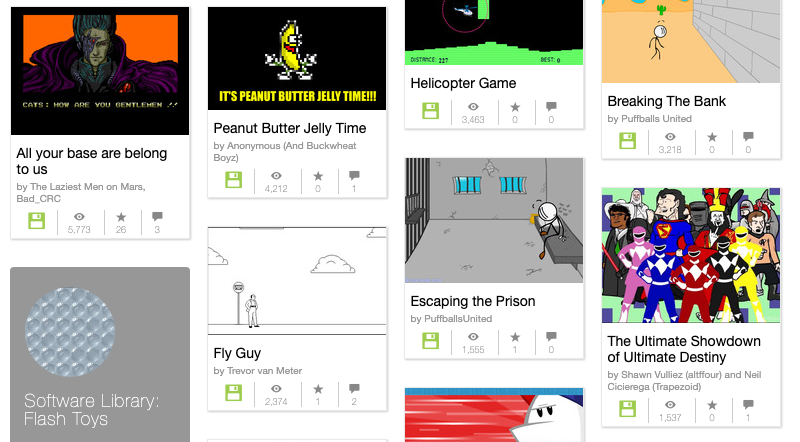 CATS: HOW ARE YOU GENTLEMEN !!
All your base are belong
to us
by The Laziest Men on Mars,
Bad_CRC
5,773
26
3
Software Library:
Flash Toys
IT'S PEANUT BUTTER JELLY TIME!!!
Peanut Butter Jelly Time
by Anonymous (And Buckwheat
Boyz)
4,212
0
1
Fly Guy
by Trevor van Meter
2,374
1
2
DISTANCE: 227
BEST: 0
Helicopter Game
3,463
0
0
Escaping the Prison
by PuffballsUnited
1,555
1
0
Breaking The Bank
by Puffballs United
3,218
0
0
The Ultimate Showdown
of Ultimate Destiny
by Shawn Vulliez (altffour) and Neil
Cicierega (Trapezoid)
1,537
0
1